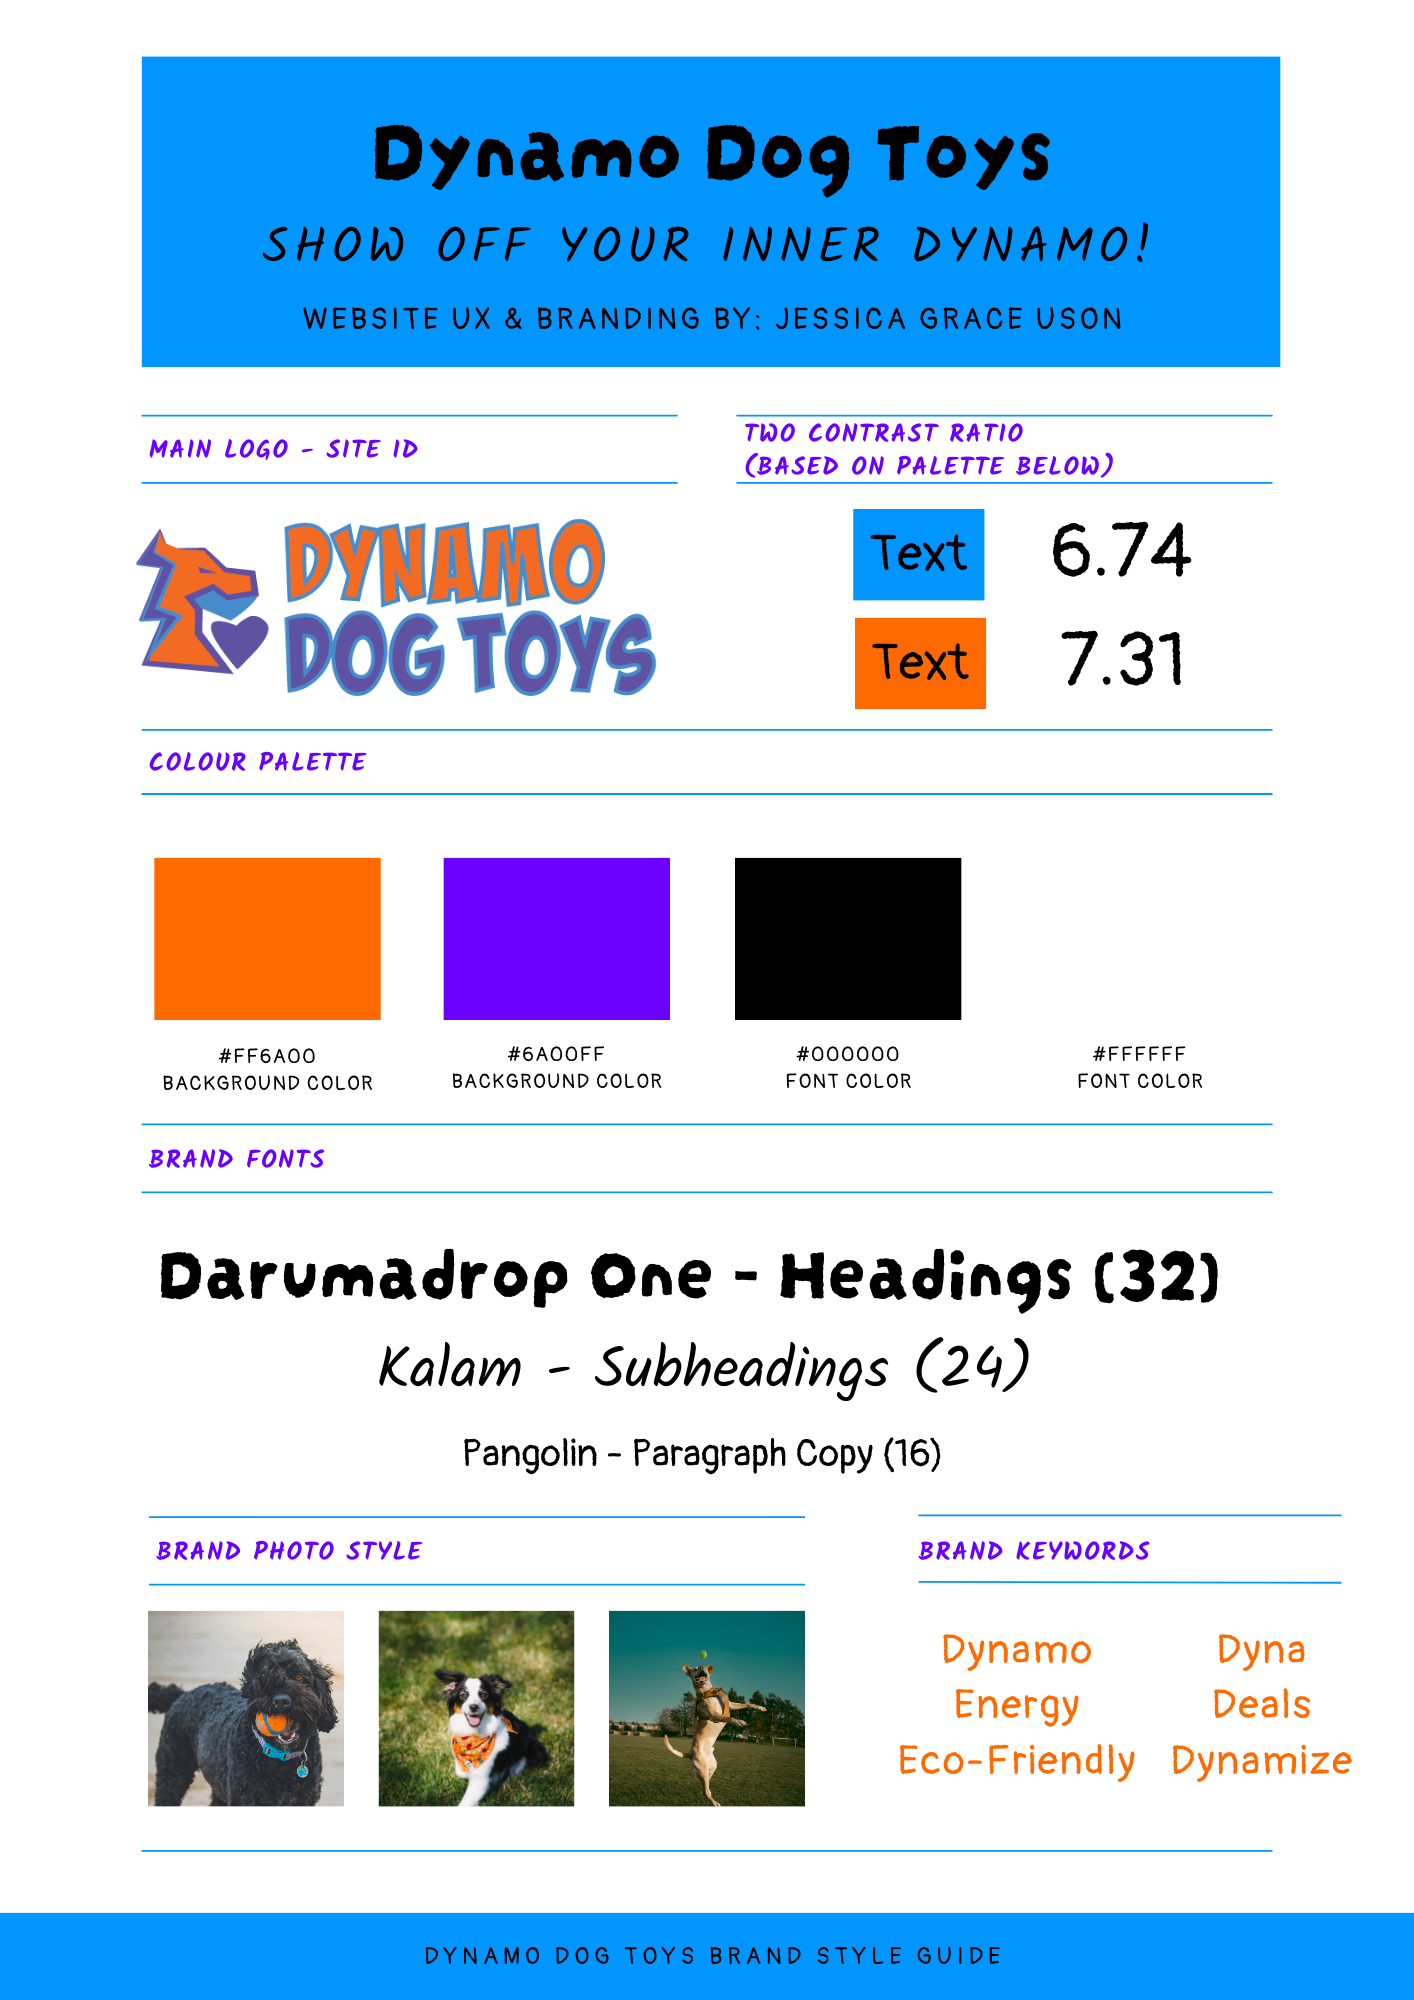 Dynamo Dog Toys
SHOW OFF YOUR INNER DYNAMO!
WEBSITE UX & BRANDING BY: JESSICA GRACE USON
MAIN LOGO - SITE ID
DYNAMO
DOG TOYS
TWO CONTRAST RATIO
(BASED ON PALETTE BELOW)
Text 6.74
Text 7.31
COLOUR PALETTE
#FF6A00
BACKGROUND COLOR
#6A00FF
BACKGROUND COLOR
#000000
FONT COLOR
#FFFFFF
FONT COLOR
BRAND FONTS
Darumadrop One - Headings (32)
Kalam - Subheadings (24)
Pangolin - Paragraph Copy (16)
BRAND PHOTO STYLE
BRAND KEYWORDS
Dynamo
Energy
Eco-Friendly
Dyna
Deals
Dynamize
DYNAMO DOG TOYS BRAND STYLE GUIDE